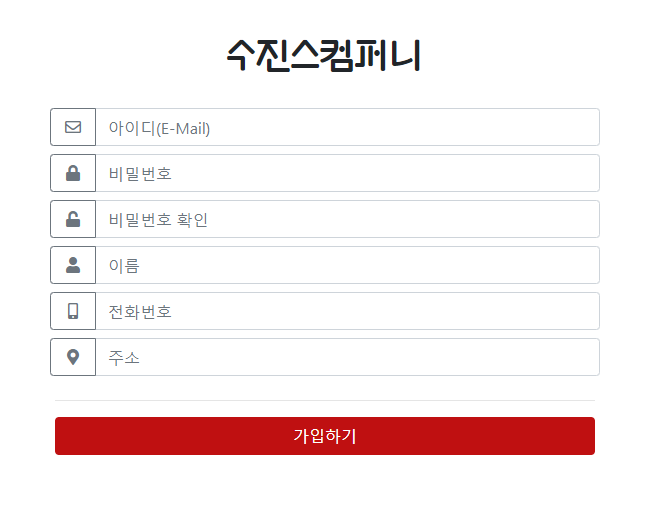 수진스컴퍼니
아이디(E-Mail)
비밀번호
비밀번호 확인
이름
전화번호
주소
가입하기